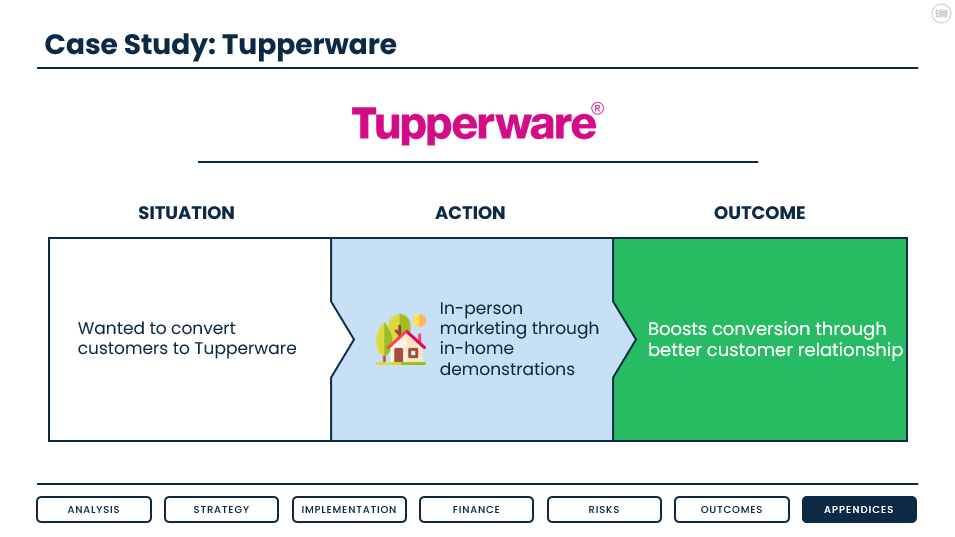 Case Study: Tupperware
Tupperware®
SITUATION
ACTION
OUTCOME
Wanted to convert
customers to Tupperware
In-person
marketing through
in-home
demonstrations
Boosts conversion through
better customer relationship
ANALYSIS
STRATEGY
IMPLEMENTATION
FINANCE
RISKS
OUTCOMES
APPENDICES